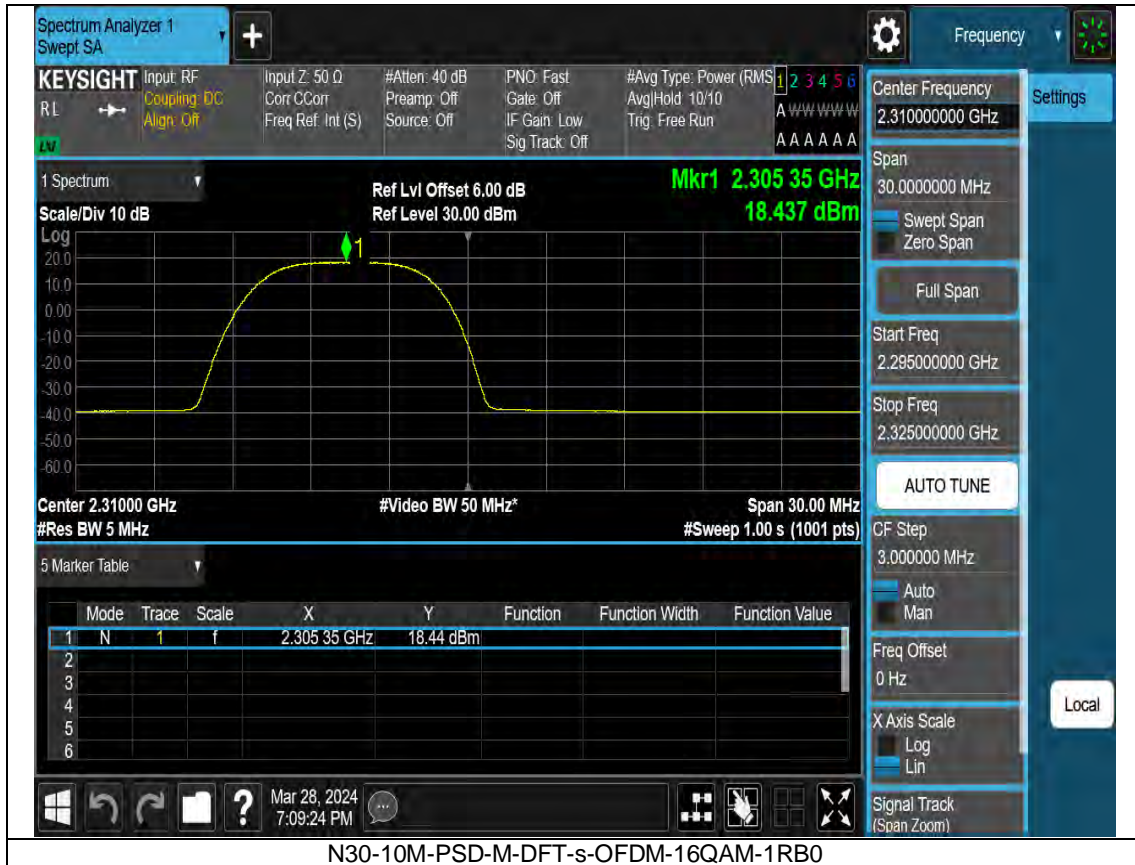 Spectrum Analyzer 1
Swept SA
Frequency
KEYSIGHT
Input: RF
Input Z: 50 Ω
#Atten: 40 dB
PNO: Fast
#Avg Type: Power (RMS
1 2 3 4 5 6
R L
Coupling: DC
Corr CCorr
Preamp: Off
Gate: Off
Avg|Hold: 10/10
A W W W W W
Align: Off
Freq Ref: Int (S)
Source: Off
IF Gain: Low
Trig: Free Run
Sig Track: Off
A A A A A A
1 Spectrum
Ref Lvl Offset 6.00 dB
Mkr1 2.305 35 GHz
Scale/Div 10 dB
Ref Level 30.00 dBm
18.437 dBm
Log
1
20.0
10.0
0.00
-10.0
-20.0
-30.0
-40.0
-50.0
-60.0
Center 2.31000 GHz
#Video BW 50 MHz*
Span 30.00 MHz
#Res BW 5 MHz
#Sweep 1.00 s (1001 pts)
5 Marker Table
Mode Trace Scale X Y Function Function Width Function Value
1 N 1 f 2.305 35 GHz 18.44 dBm
2
3
4
5
6
Mar 28, 2024
7:09:24 PM
Center Frequency
2.310000000 GHz
Settings
Span
30.0000000 MHz
Swept Span
Zero Span
Full Span
Start Freq
2.295000000 GHz
Stop Freq
2.325000000 GHz
AUTO TUNE
CF Step
3.000000 MHz
Auto
Man
Freq Offset
0 Hz
Local
X Axis Scale
Log
Lin
Signal Track
(Span Zoom)
N30-10M-PSD-M-DFT-s-OFDM-16QAM-1RB0